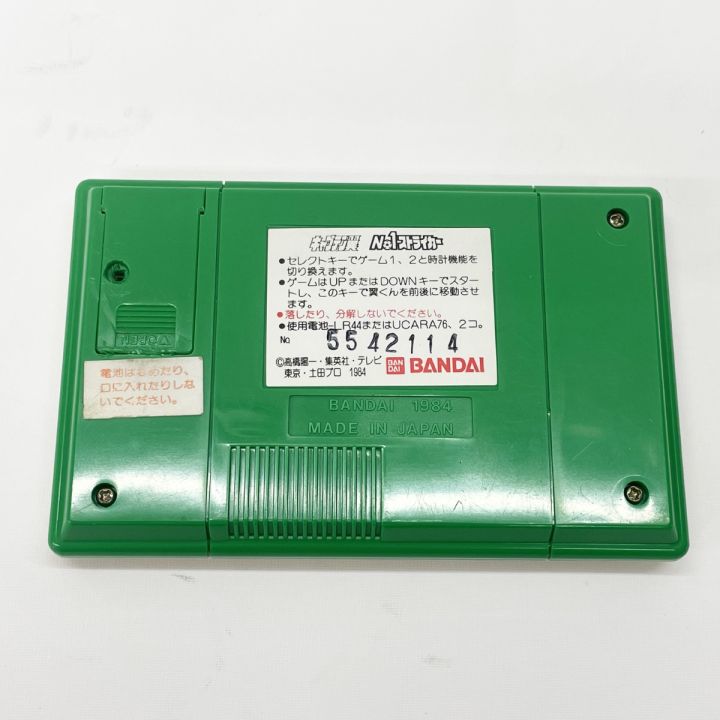 キャプテン翼 No.1ストライカー
●セレクトキーでゲーム1、2と時計機能を
切り換えます。
●ゲームはUPまたはDOWNキーでスター
トし、このキーで翼くんを前後に移動させ
ます。
●落したり、分解しないでください。
●使用電池-LR44またはUCARA76、2コ。
No 5542114
©高橋陽一・集英社・テレビ
東京・土田プロ 1984
BAN
DAI BANDAI
OPEN
電池はなめたり、
口に入れたりしな
いでください。
BANDAI 1984
MADE IN JAPAN